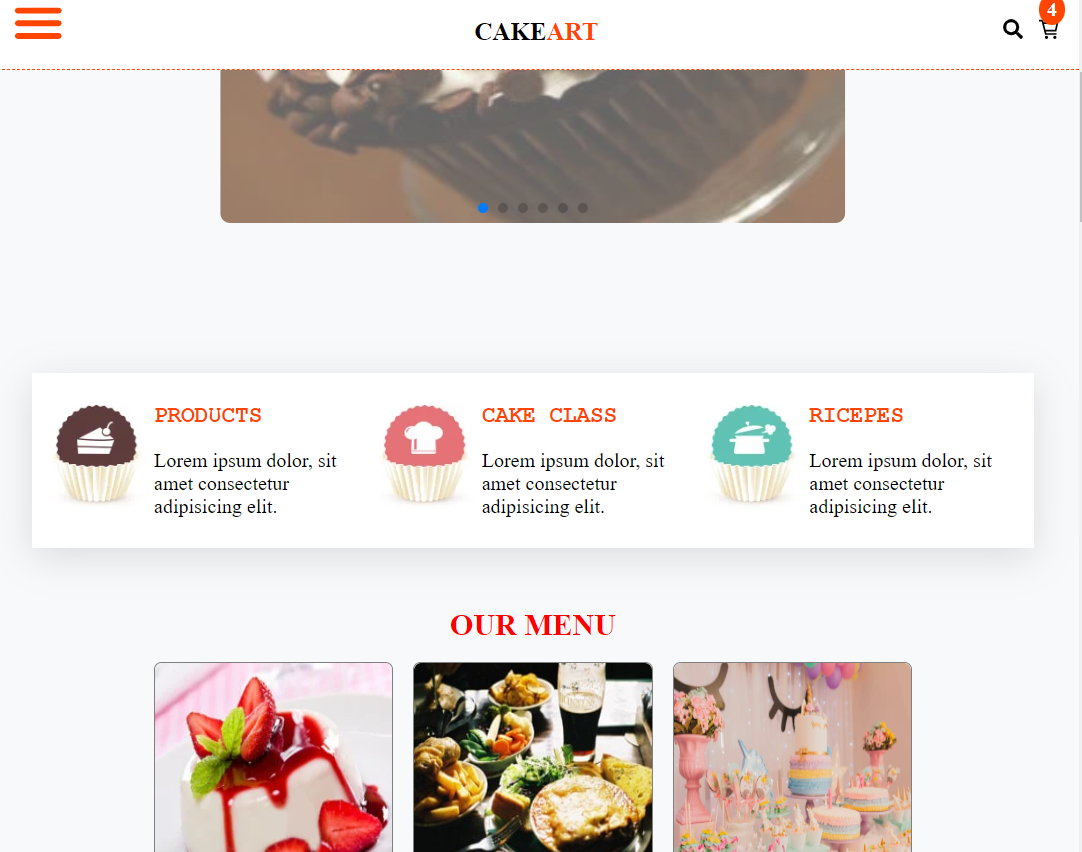 CAKEART
4
PRODUCTS
Lorem ipsum dolor, sit
amet consectetur
adipisicing elit.
CAKE CLASS
Lorem ipsum dolor, sit
amet consectetur
adipisicing elit.
RICEPES
Lorem ipsum dolor, sit
amet consectetur
adipisicing elit.
OUR MENU